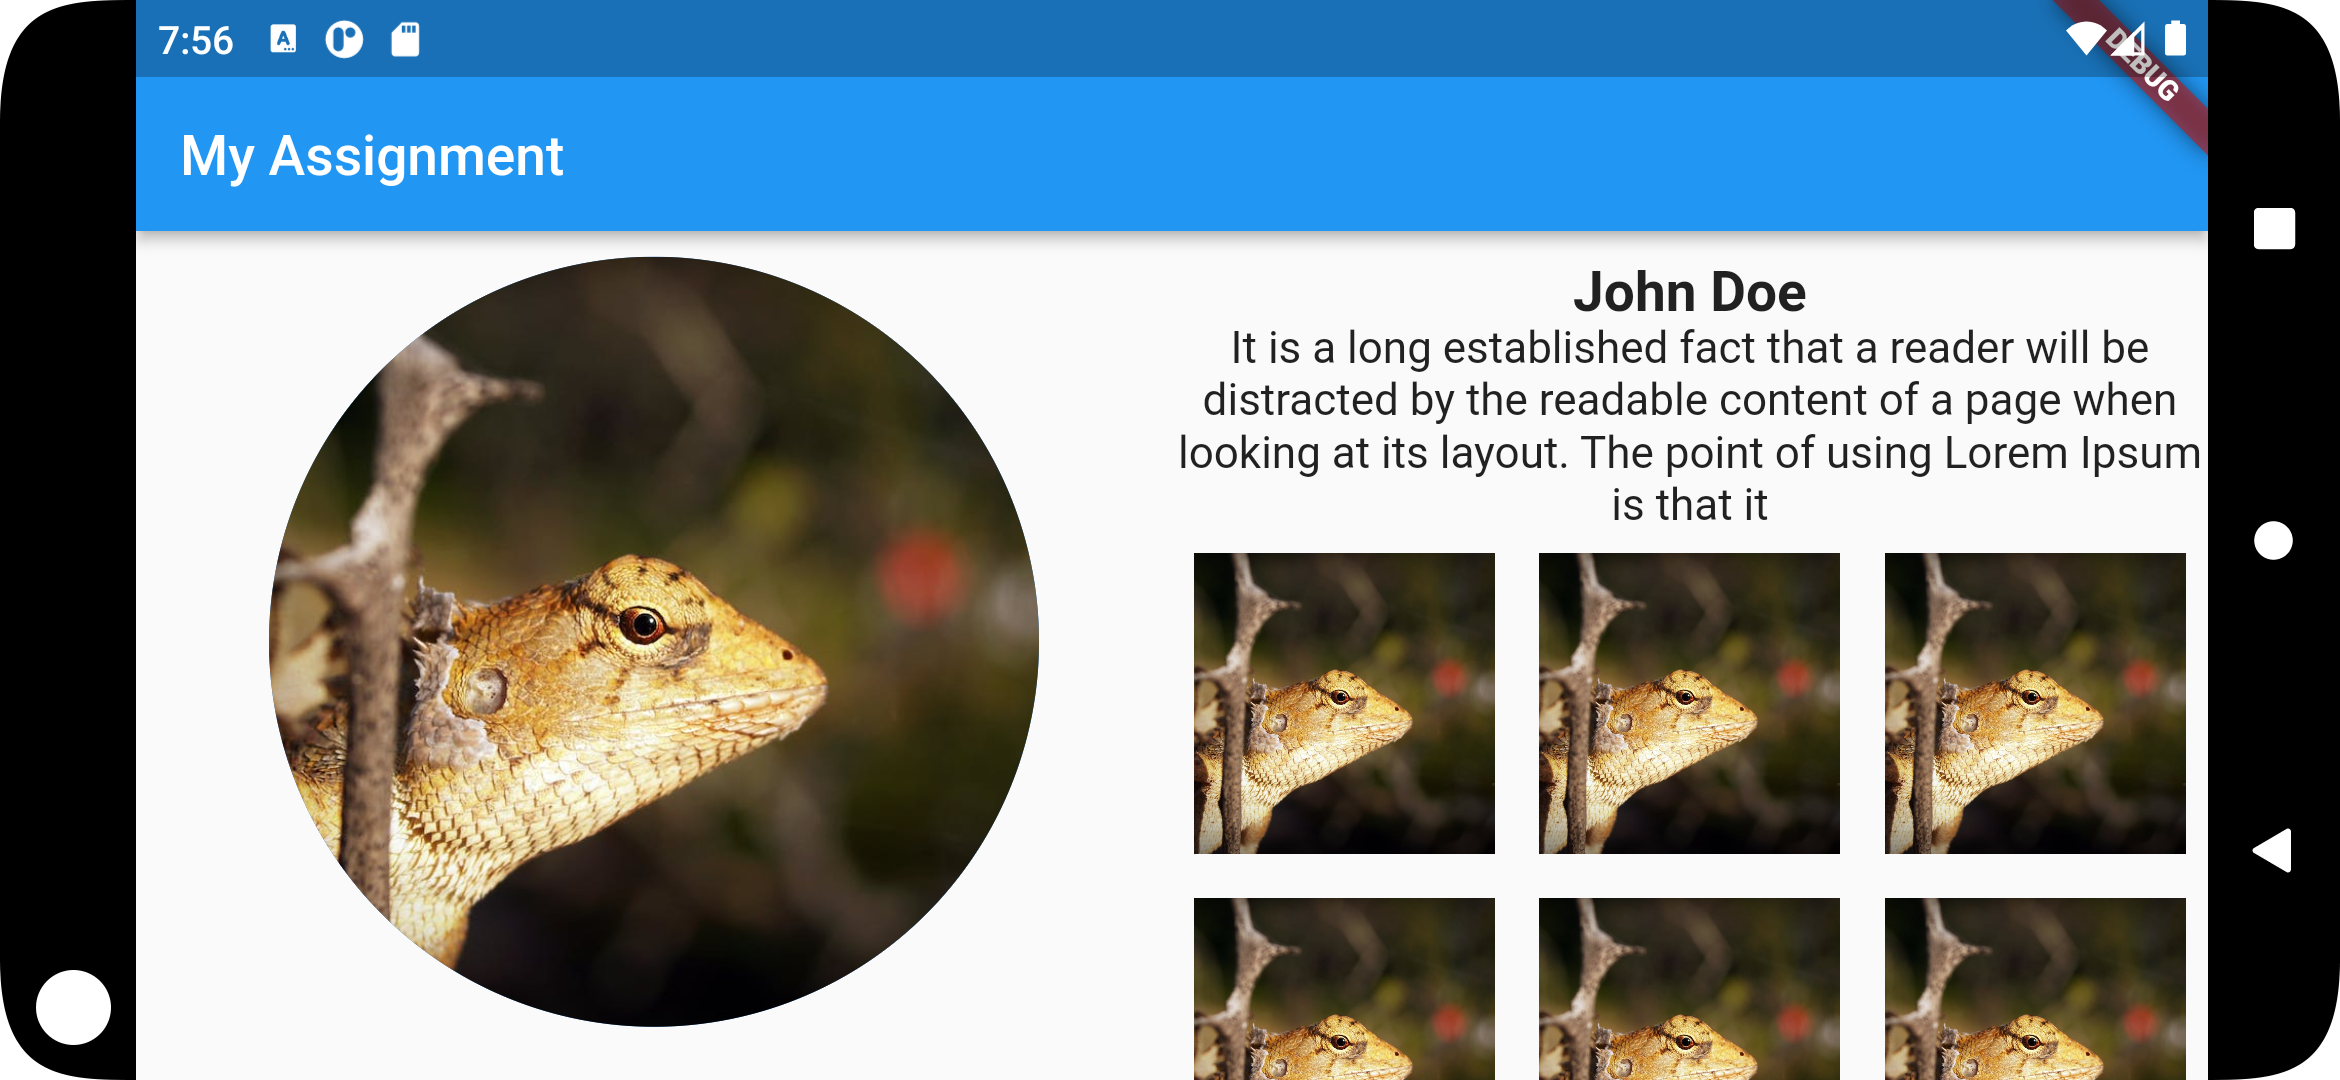 7:56
A
DEBUG
My Assignment
John Doe
It is a long established fact that a reader will be
distracted by the readable content of a page when
looking at its layout. The point of using Lorem Ipsum
is that it